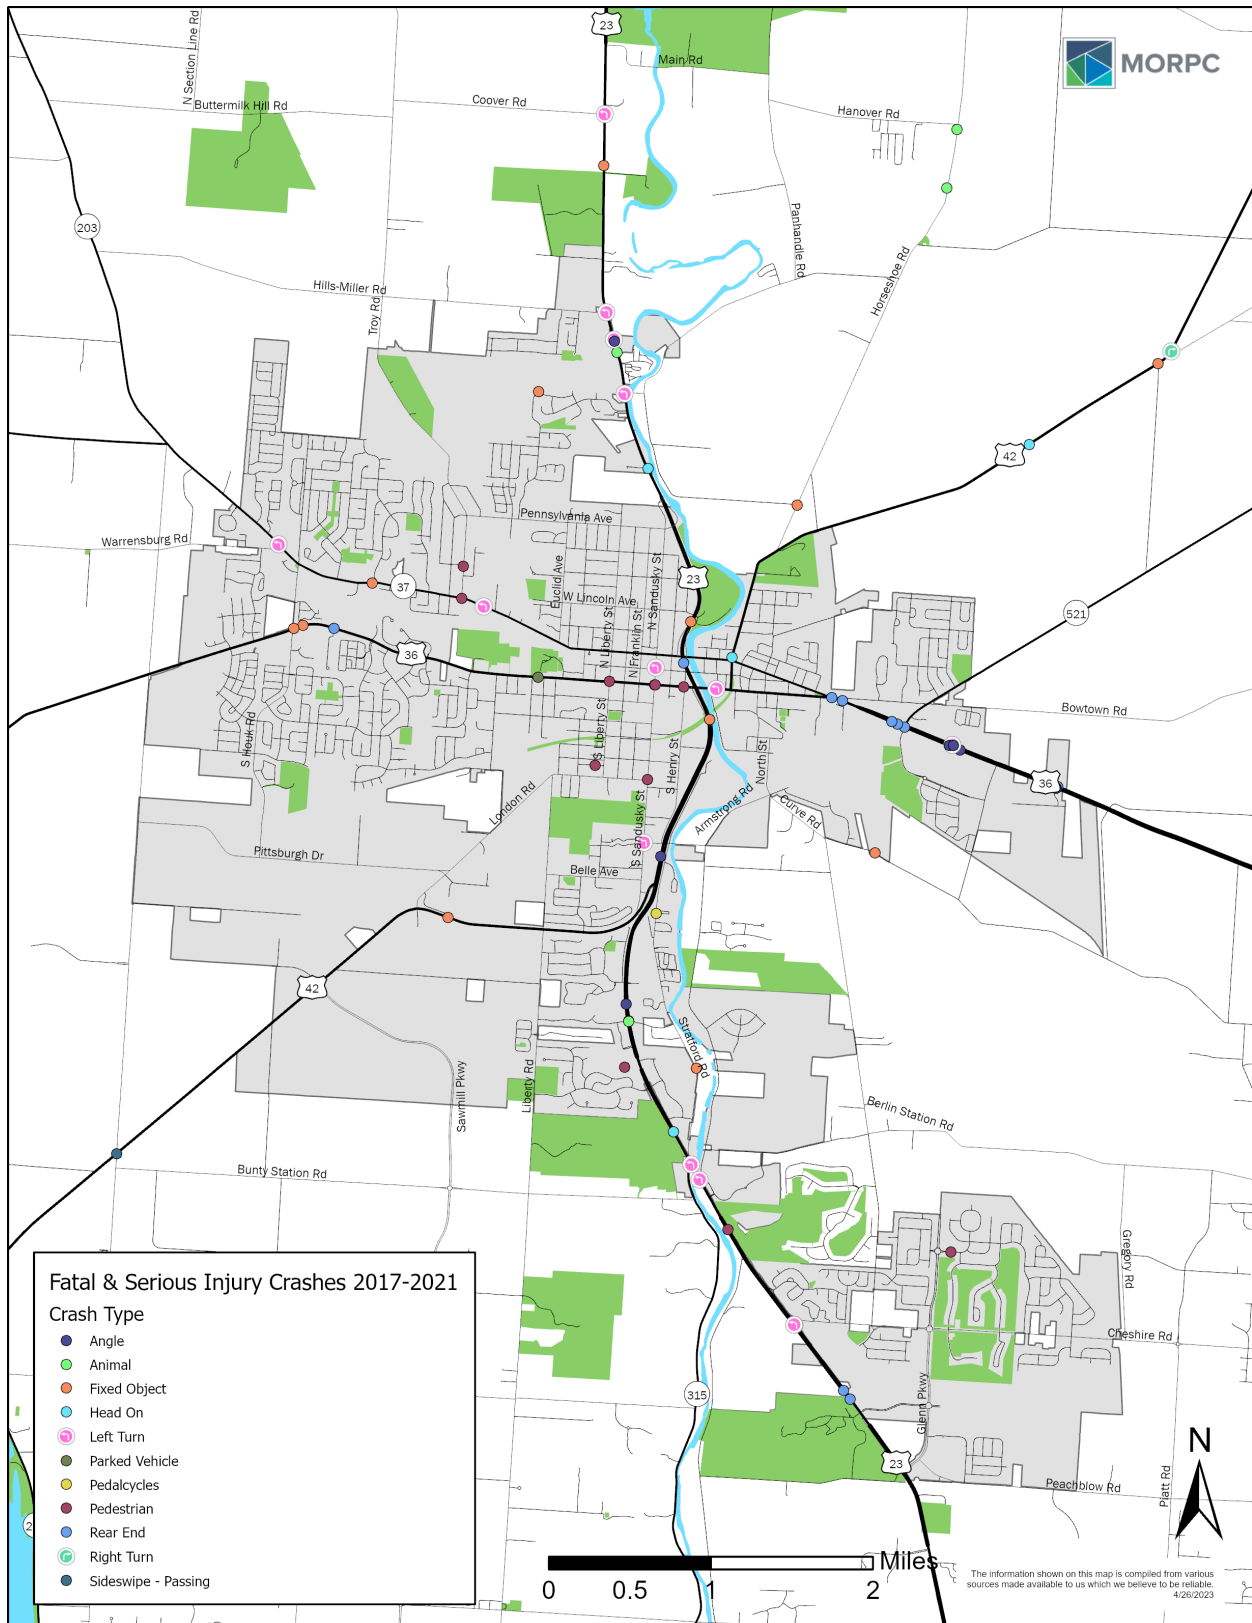 23
N Section Line Rd
Main Rd
MORPC
Buttermilk Hill Rd
Coover Rd
Hanover Rd
203
Panhandle Rd
Horseshoe Rd
Hills-Miller Rd
Troy Rd
42
Pennsylvania Ave
Warrensburg Rd
Euclid Ave
N Sandusky St
23
37
W Lincoln Ave
N Liberty St
N Franklin St
521
36
S Houk Rd
S Liberty St
S Henry St
North St
Bowtown Rd
36
London Rd
S Sandusky St
Armstrong Rd
Curve Rd
Pittsburgh Dr
Belle Ave
42
Stratford Rd
Liberty Rd
Sawmill Pkwy
Berlin Station Rd
Bunty Station Rd
Gregory Rd
Cheshire Rd
315
Glenn Pkwy
23
Peachblow Rd
Platt Rd
Fatal & Serious Injury Crashes 2017-2021
Crash Type
Angle
Animal
Fixed Object
Head On
Left Turn
Parked Vehicle
Pedalcycles
Pedestrian
Rear End
Right Turn
Sideswipe - Passing
N
Miles
0 0.5 1 2
The information shown on this map is compiled from various
sources made available to us which we believe to be reliable.
4/26/2023